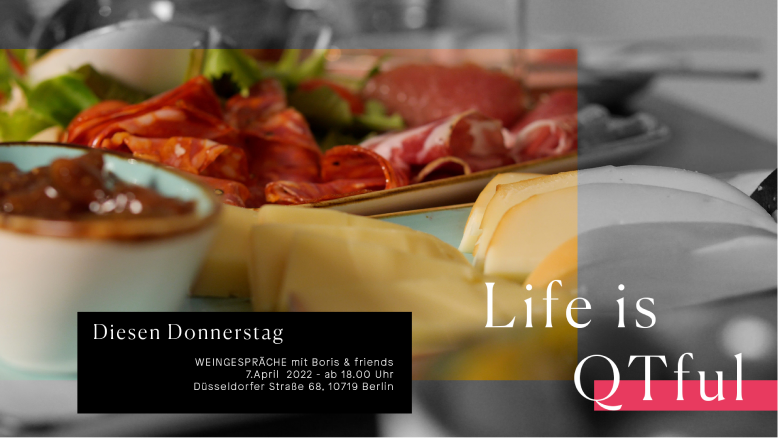 Life is
QTful
Diesen Donnerstag
WEINGESPRÄCHE mit Boris & friends
7.April 2022 - ab 18.00 Uhr
Düsseldorfer Straße 68, 10719 Berlin